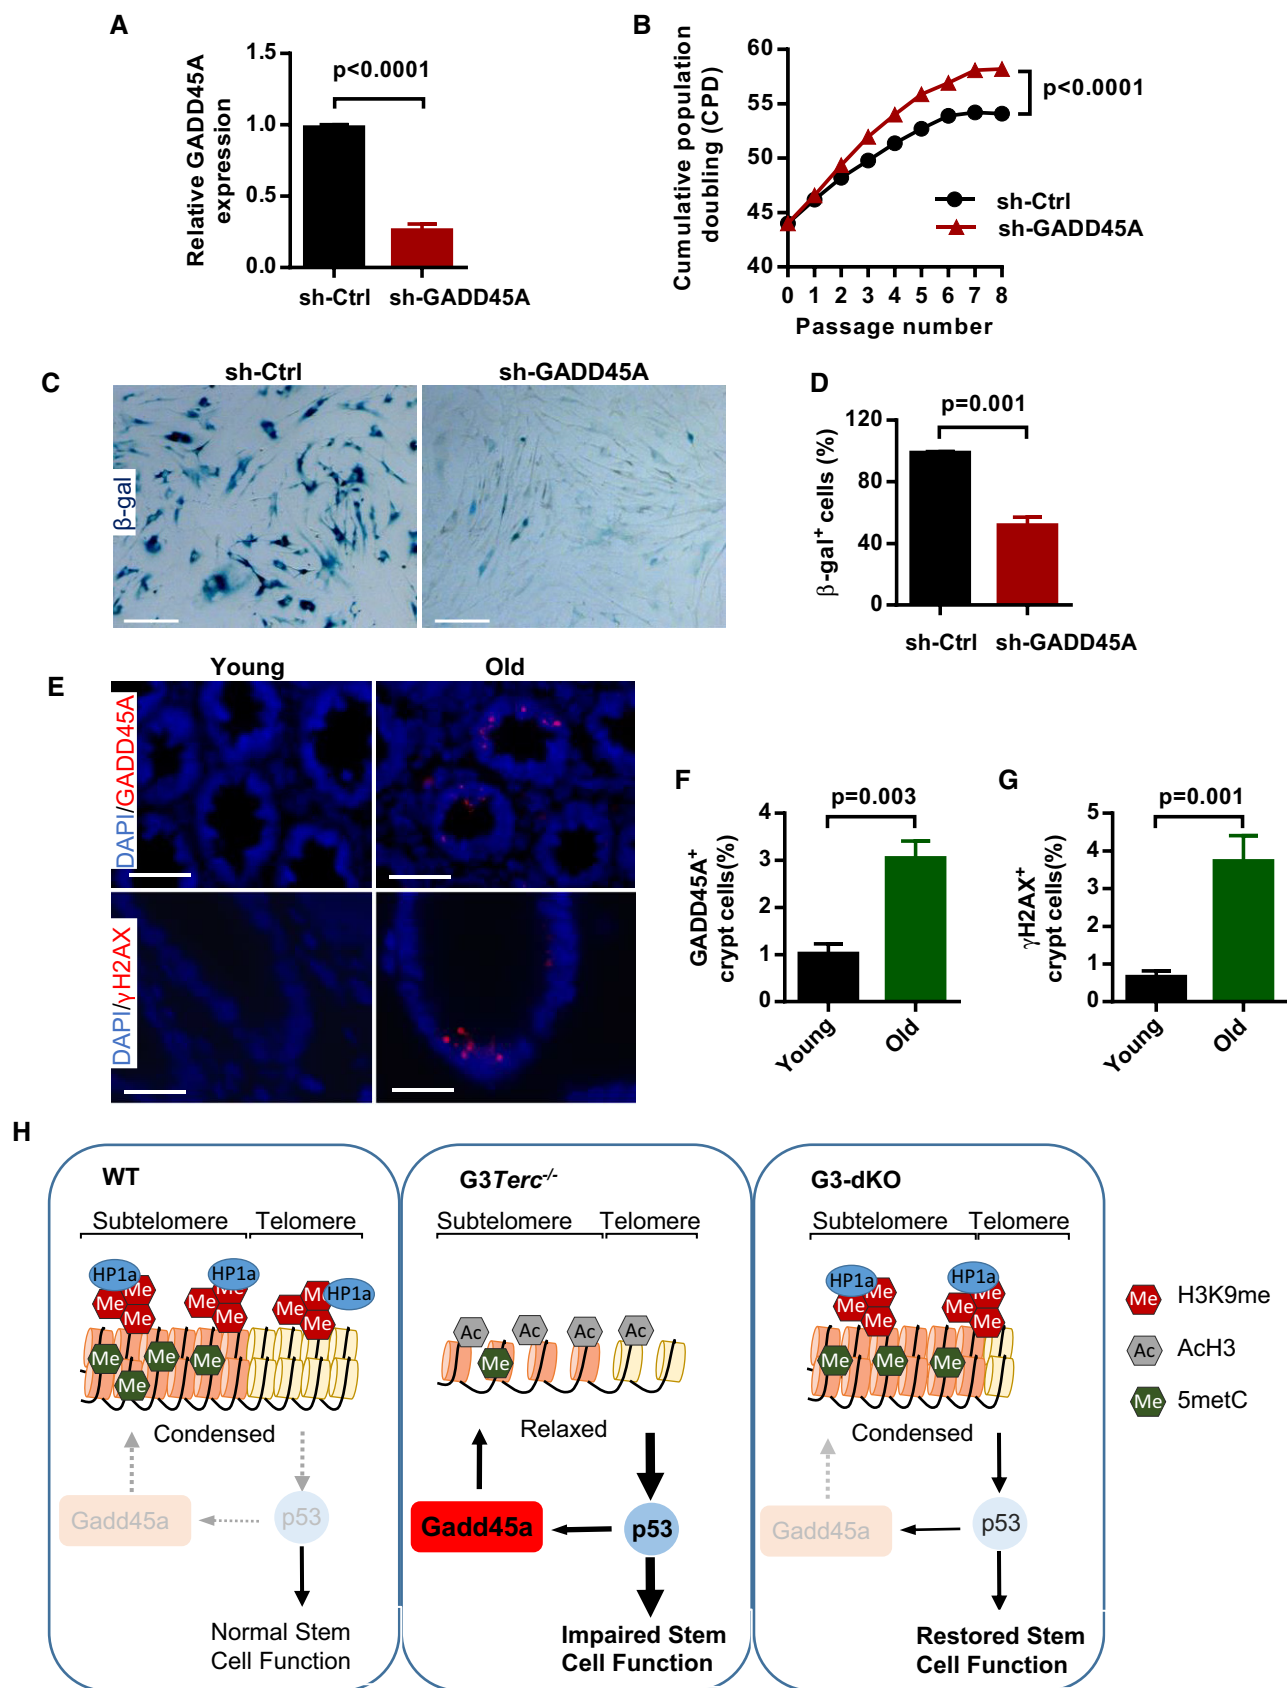 A
Relative GADD45A
expression
1.5
1.0
0.5
0.0
p<0.0001
sh-Ctrl sh-GADD45A
B
Cumulative population
doubling (CPD)
60
55
50
45
40
p<0.0001
sh-Ctrl
sh-GADD45A
0 1 2 3 4 5 6 7 8
Passage number
C
sh-Ctrl sh-GADD45A
β-gal
D
β-gal+ cells (%)
120
80
40
0
p=0.001
sh-Ctrl sh-GADD45A
E
Young Old
DAPI/GADD45A
DAPI/γH2AX
F
GADD45A+
crypt cells(%)
4
3
2
1
0
p=0.003
Young Old
G
γH2AX+
crypt cells(%)
5
4
3
2
1
0
p=0.001
Young Old
H
WT
Subtelomere Telomere
HP1a HP1a HP1a
Me Me Me
Me Me Me
Me Me Me
Me Me Me
Me
Condensed
Gadd45a p53
Normal Stem
Cell Function
G3Terc-/-
Subtelomere Telomere
Ac Ac Ac Ac
Me
Relaxed
Gadd45a p53
Impaired Stem
Cell Function
G3-dKO
Subtelomere Telomere
HP1a HP1a
Me Me
Me Me
Me Me
Me Me Me
Condensed
Gadd45a p53
Restored Stem
Cell Function
Me H3K9me
Ac AcH3
Me 5metC